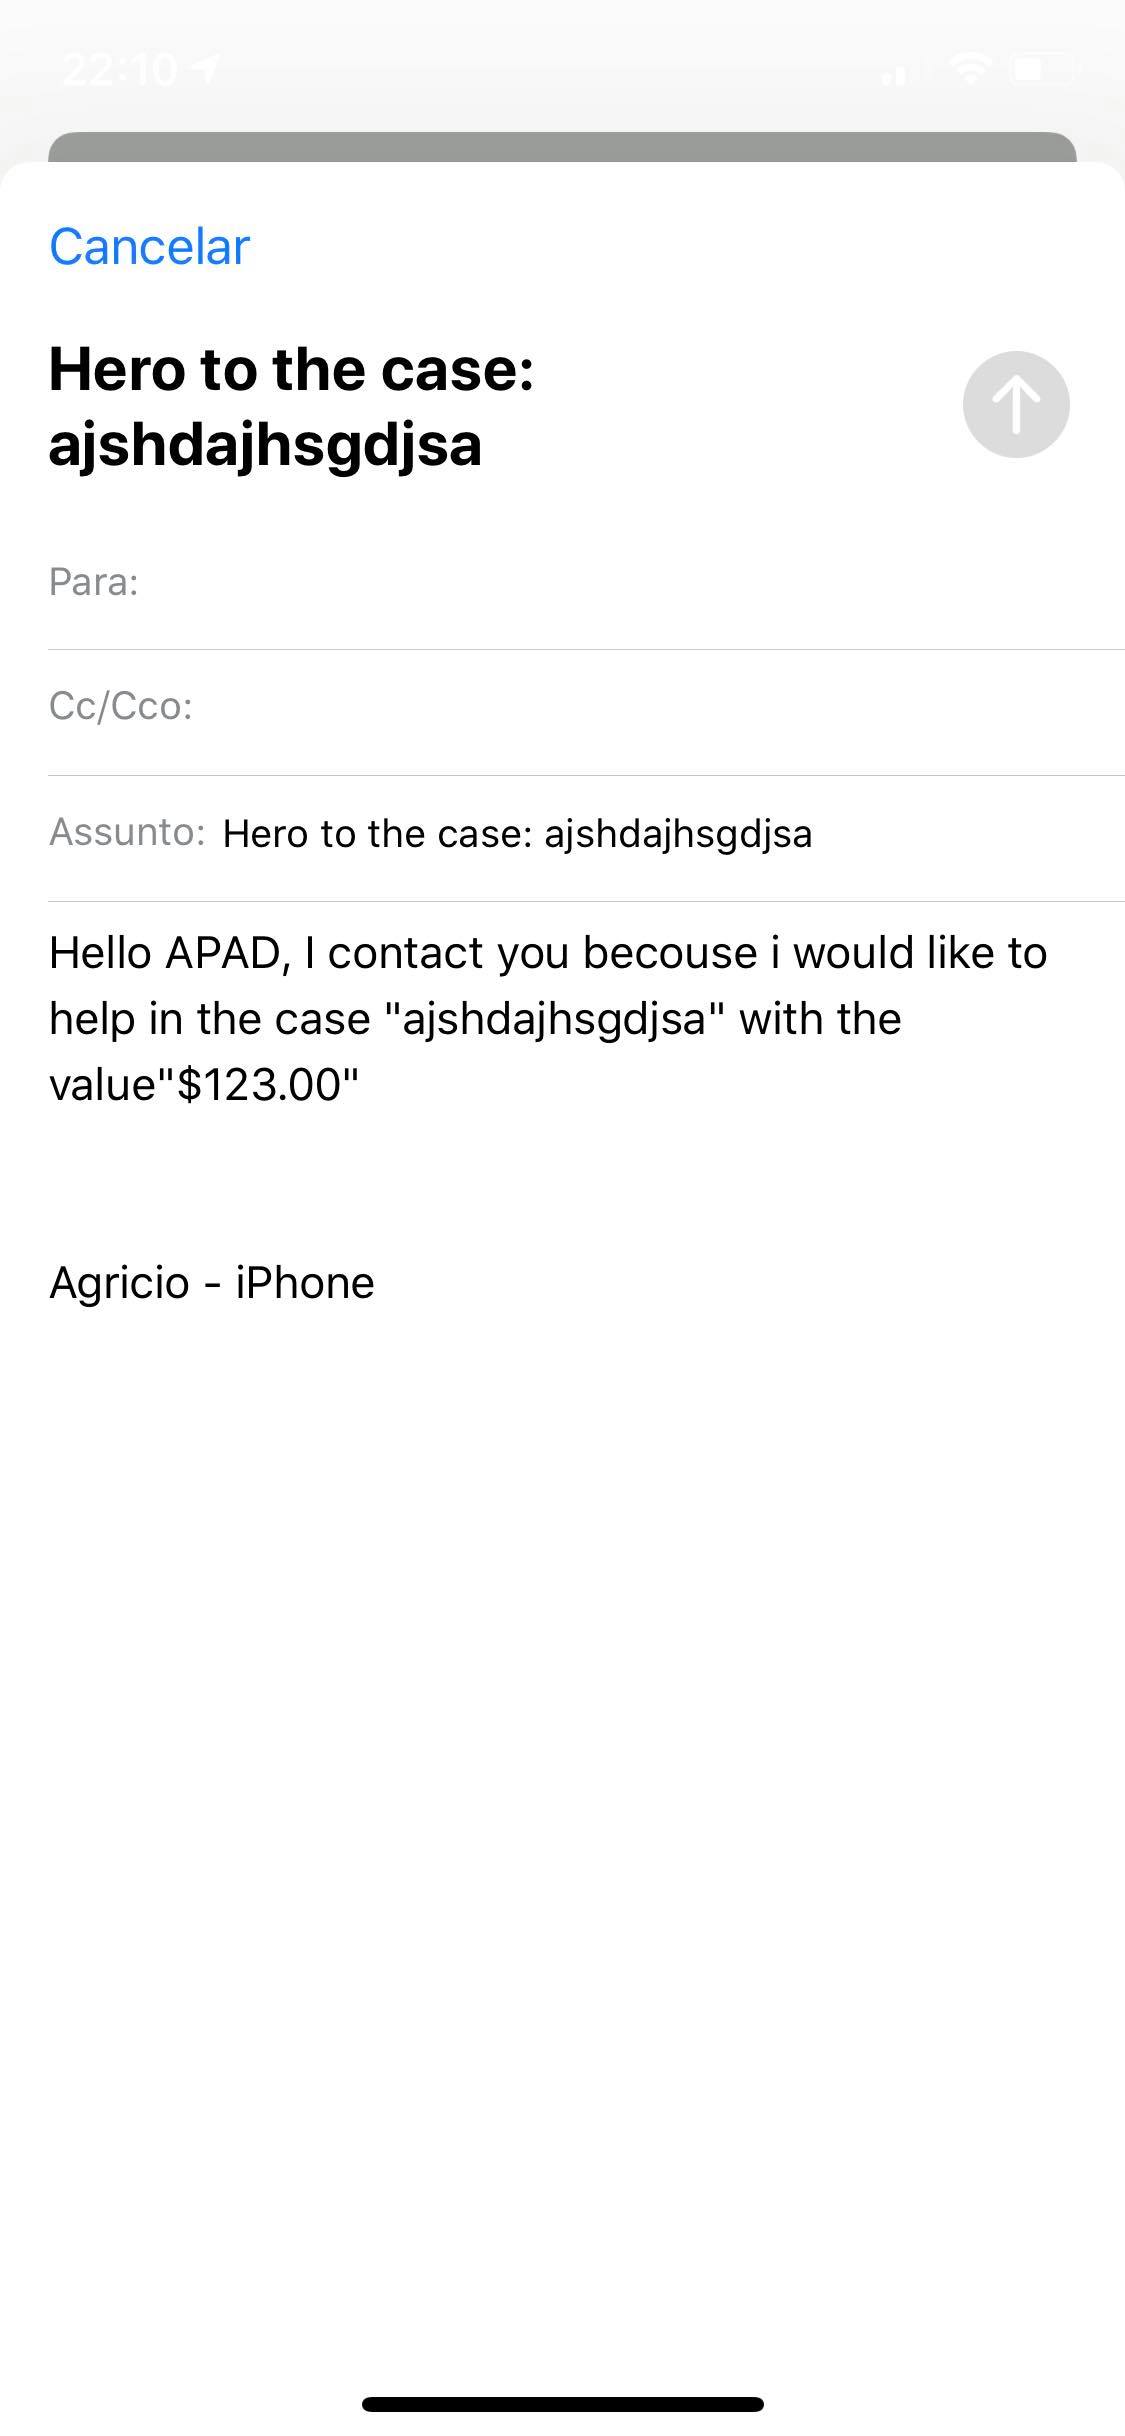 22:10
Cancelar
Hero to the case:
ajshdajhsgdjsa
Para:
Cc/Cco:
Assunto: Hero to the case: ajshdajhsgdjsa
Hello APAD, I contact you becouse i would like to
help in the case "ajshdajhsgdjsa" with the
value"$123.00"
Agricio - iPhone